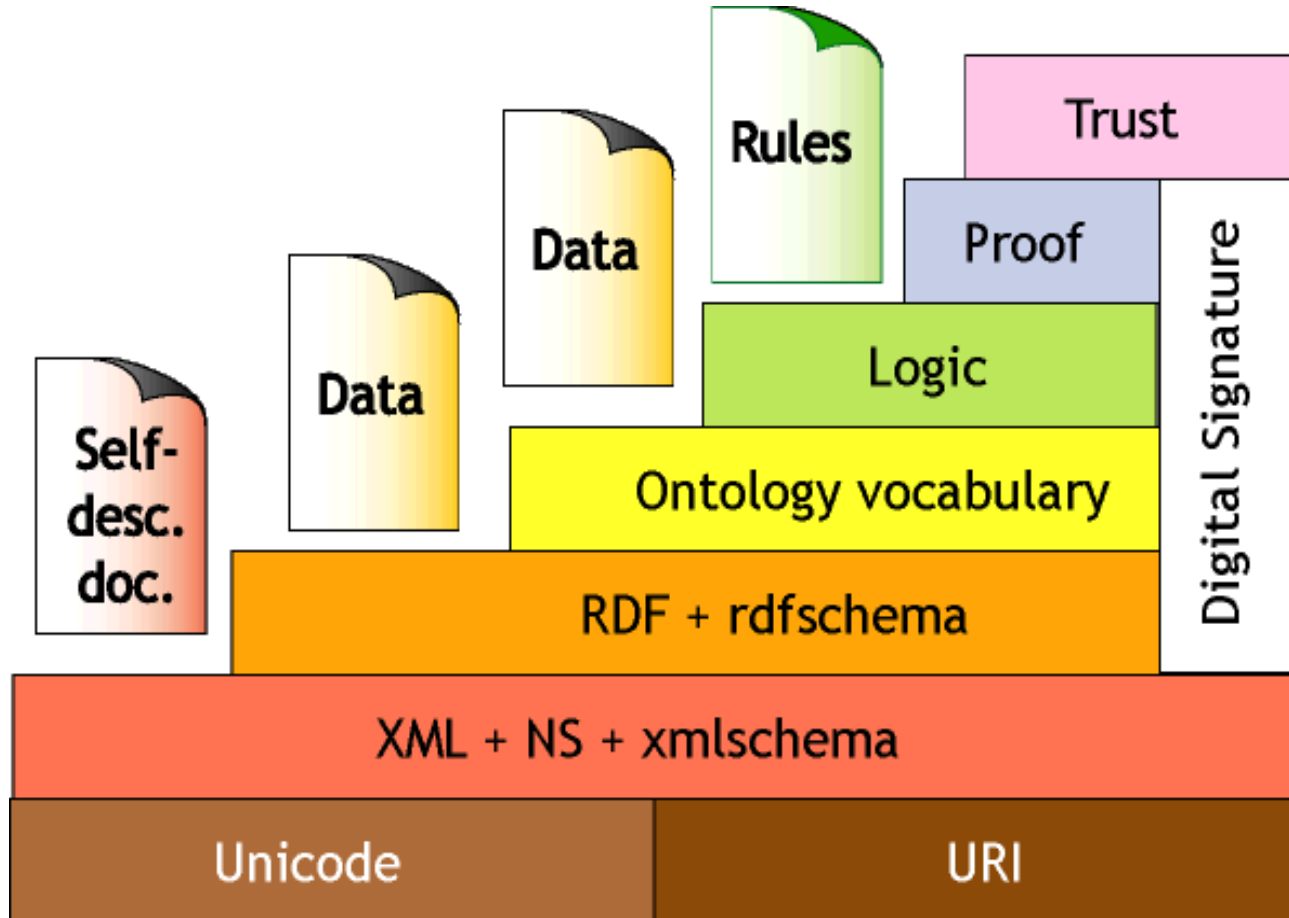 Rules
Trust
Data
Proof
Data
Logic
Self-
desc.
doc.
Ontology vocabulary
Digital Signature
RDF + rdfschema
XML + NS + xmlschema
Unicode
URI